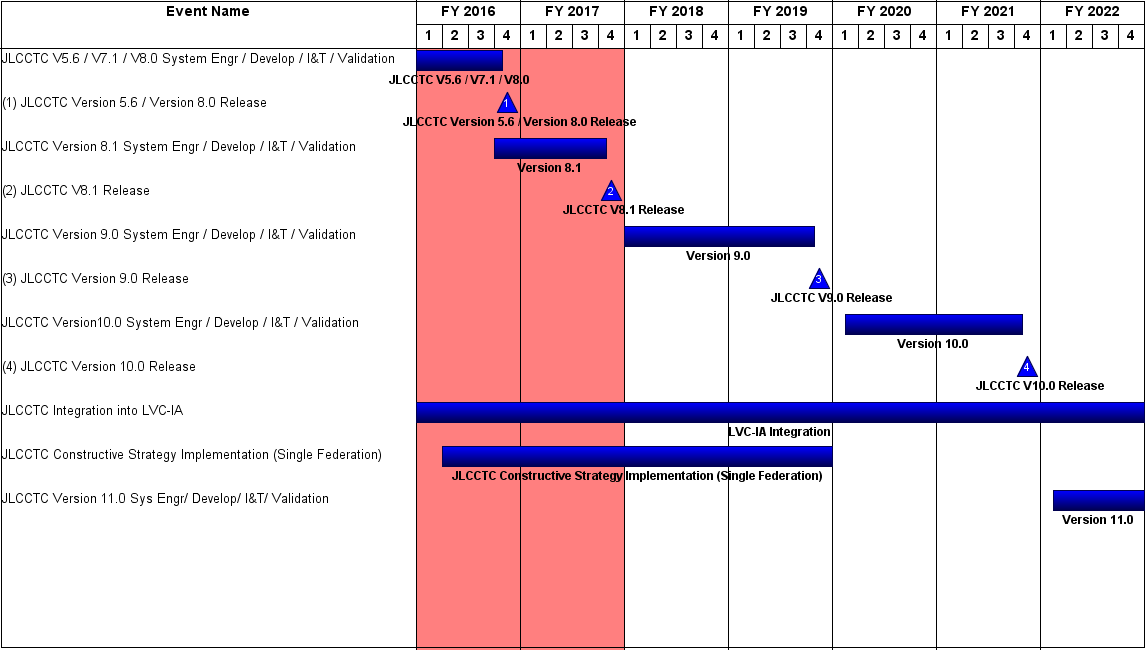 Event Name FY 2016 FY 2017 FY 2018 FY 2019 FY 2020 FY 2021 FY 2022
1 2 3 4 1 2 3 4 1 2 3 4 1 2 3 4 1 2 3 4 1 2 3 4 1 2 3 4
JLCCTC V5.6 / V7.1 / V8.0 System Engr / Develop / I&T / Validation
JLCCTC V5.6 / V7.1 / V8.0
(1) JLCCTC Version 5.6 / Version 8.0 Release
1
JLCCTC Version 5.6 / Version 8.0 Release
JLCCTC Version 8.1 System Engr / Develop / I&T / Validation
Version 8.1
(2) JLCCTC V8.1 Release
2
JLCCTC V8.1 Release
JLCCTC Version 9.0 System Engr / Develop / I&T / Validation
Version 9.0
(3) JLCCTC Version 9.0 Release
3
JLCCTC V9.0 Release
JLCCTC Version10.0 System Engr / Develop / I&T / Validation
Version 10.0
(4) JLCCTC Version 10.0 Release
4
JLCCTC V10.0 Release
JLCCTC Integration into LVC-IA
LVC-IA Integration
JLCCTC Constructive Strategy Implementation (Single Federation)
JLCCTC Constructive Strategy Implementation (Single Federation)
JLCCTC Version 11.0 Sys Engr/ Develop/ I&T/ Validation
Version 11.0